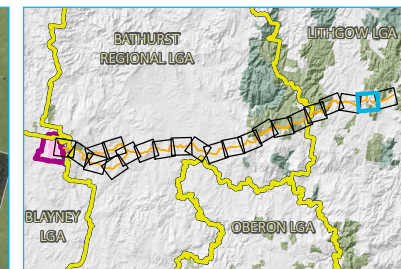 BATHURST
REGIONAL LGA
LITHGOW LGA
BLAYNEY
LGA
OBERON LGA